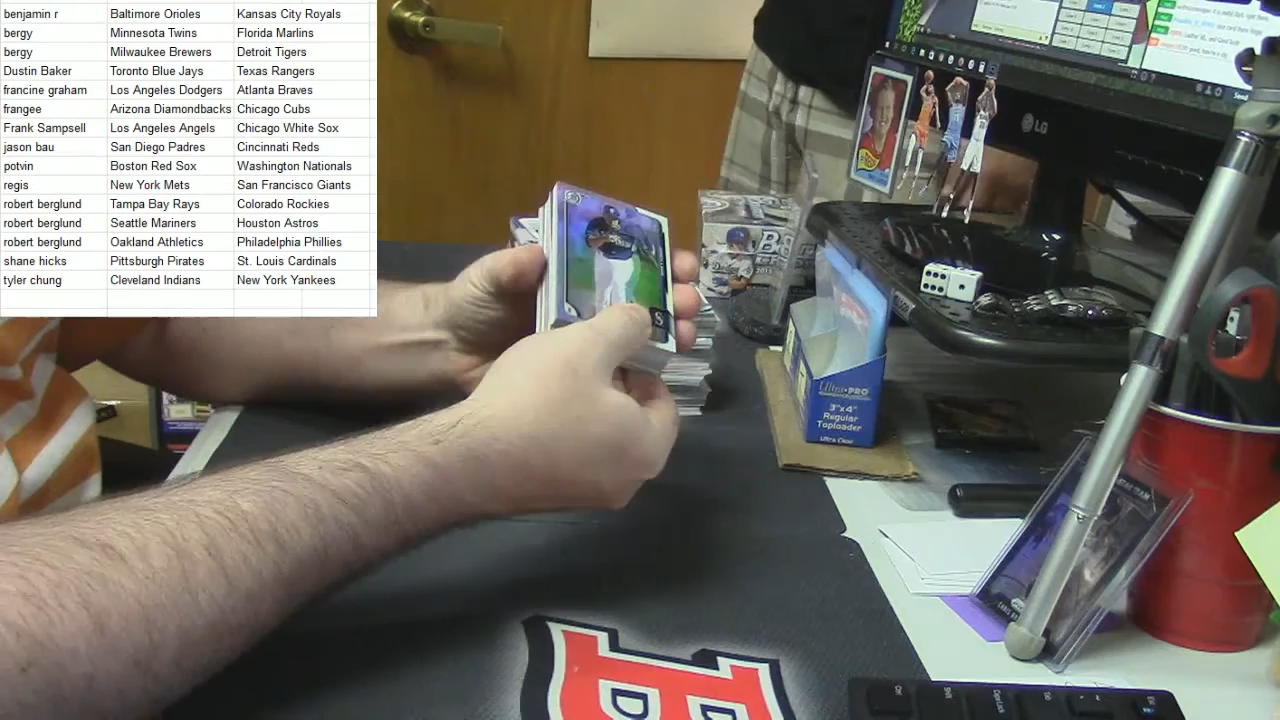 benjamin r Baltimore Orioles Kansas City Royals
bergy Minnesota Twins Florida Marlins
bergy Milwaukee Brewers Detroit Tigers
Dustin Baker Toronto Blue Jays Texas Rangers
francine graham Los Angeles Dodgers Atlanta Braves
frangee Arizona Diamondbacks Chicago Cubs
Frank Sampsell Los Angeles Angels Chicago White Sox
jason bau San Diego Padres Cincinnati Reds
potvin Boston Red Sox Washington Nationals
regis New York Mets San Francisco Giants
robert berglund Tampa Bay Rays Colorado Rockies
robert berglund Seattle Mariners Houston Astros
robert berglund Oakland Athletics Philadelphia Phillies
shane hicks Pittsburgh Pirates St. Louis Cardinals
tyler chung Cleveland Indians New York Yankees
LG
Send
Ultra·PRO
3"x4"
Regular
Toploader
Ultra Clear